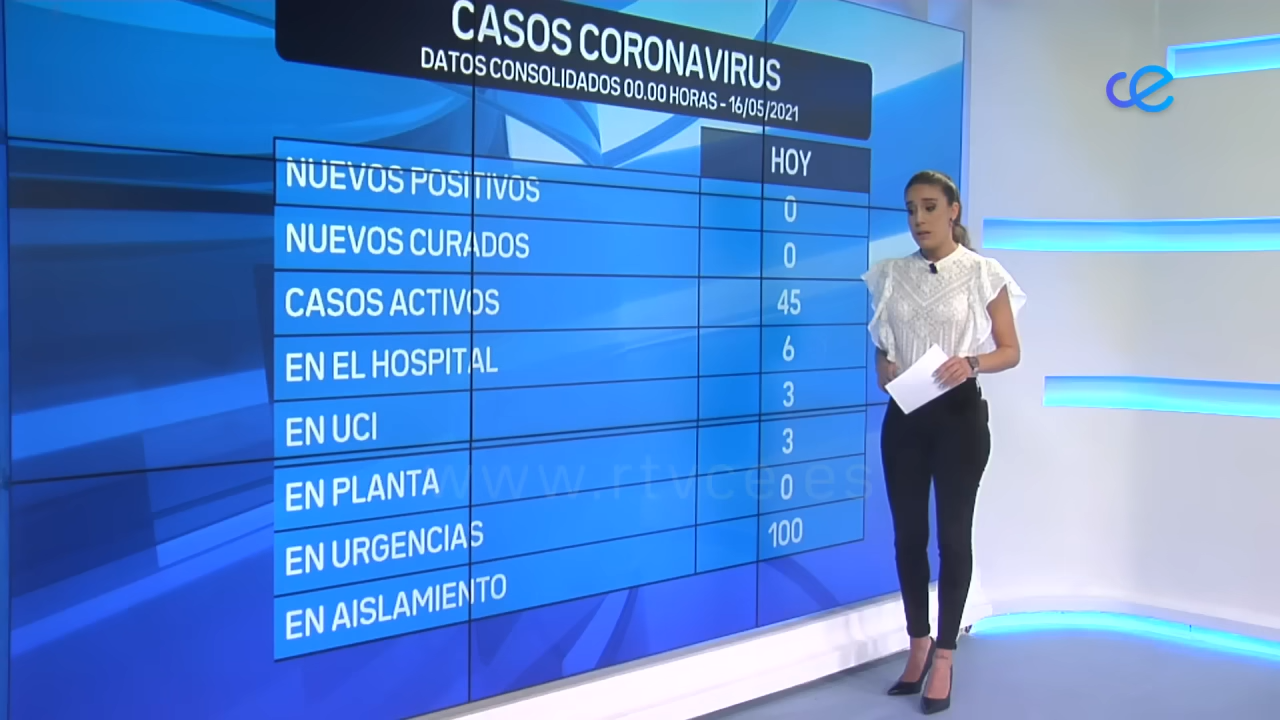 CASOS CORONAVIRUS
DATOS CONSOLIDADOS 00.00 HORAS - 16/05/2021
HOY
NUEVOS POSITIVOS 0
NUEVOS CURADOS 0
CASOS ACTIVOS 45
EN EL HOSPITAL 6
EN UCI 3
EN PLANTA 3
EN URGENCIAS 0
EN AISLAMIENTO 100
www.rtvce.es
ce